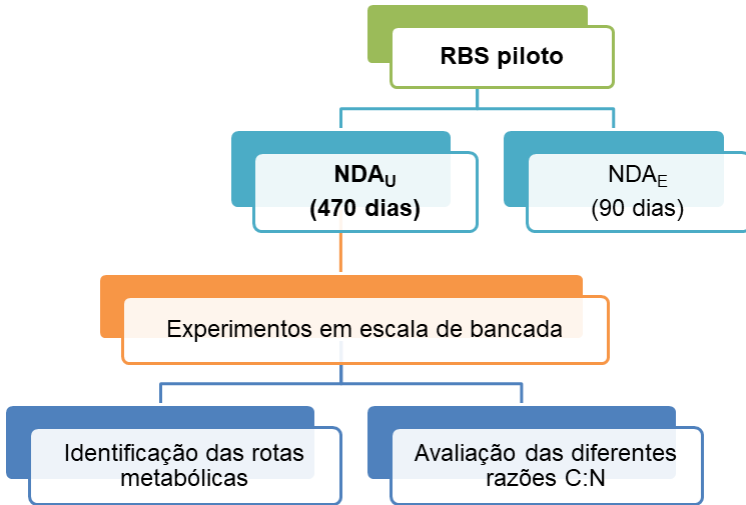 RBS piloto
NDAU
(470 dias)
NDAE
(90 dias)
Experimentos em escala de bancada
Identificação das rotas
metabólicas
Avaliação das diferentes
razões C:N